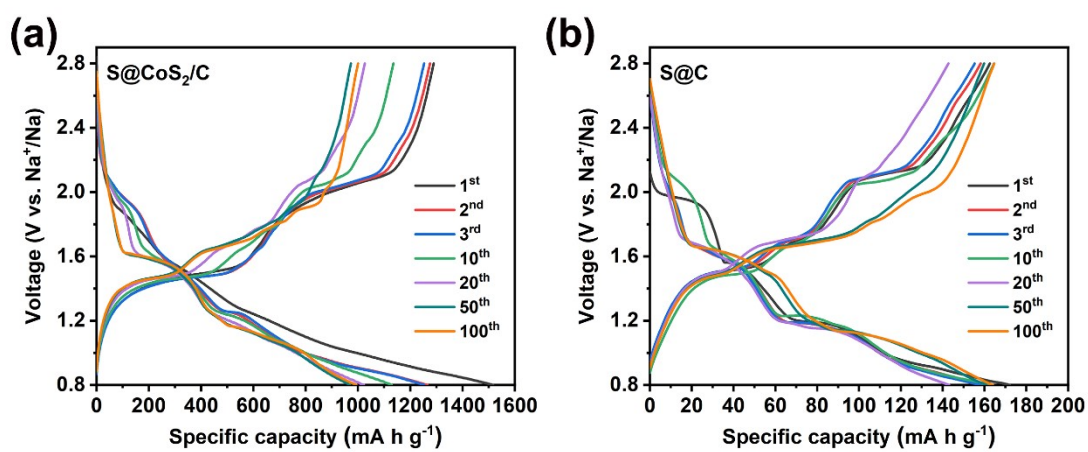 (a)
S@CoS₂/C
Voltage (V vs. Na⁺/Na)
2.8
2.4
2.0
1.6
1.2
0.8
1ˢᵗ
2ⁿᵈ
3ʳᵈ
10ᵗʰ
20ᵗʰ
50ᵗʰ
100ᵗʰ
0 200 400 600 800 1000 1200 1400 1600
Specific capacity (mA h g⁻¹)
(b)
S@C
Voltage (V vs. Na⁺/Na)
2.8
2.4
2.0
1.6
1.2
0.8
1ˢᵗ
2ⁿᵈ
3ʳᵈ
10ᵗʰ
20ᵗʰ
50ᵗʰ
100ᵗʰ
0 20 40 60 80 100 120 140 160 180 200
Specific capacity (mA h g⁻¹)